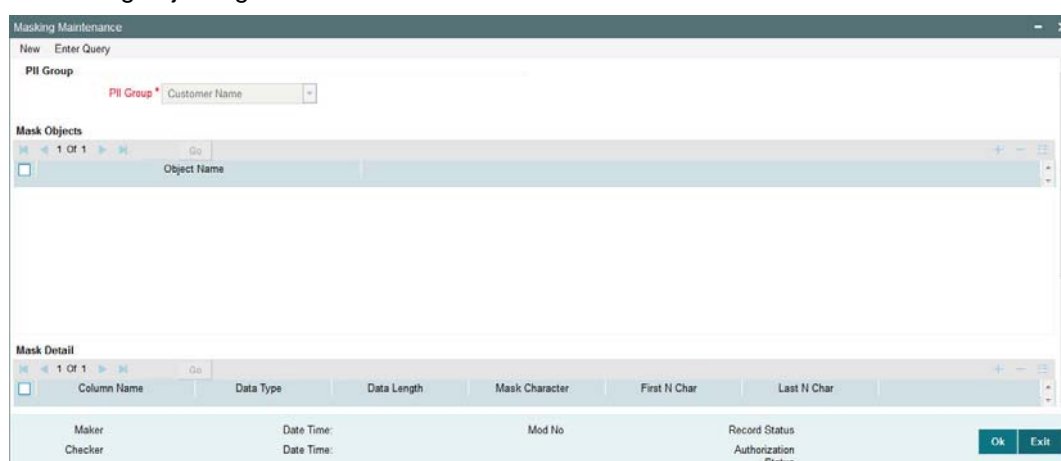 Masking Maintenance
New Enter Query
PII Group
PII Group * Customer Name
Mask Objects
1 Of 1 Go
Object Name
Mask Detail
1 Of 1 Go
Column Name Data Type Data Length Mask Character First N Char Last N Char
Maker Date Time: Mod No Record Status
Checker Date Time: Authorization
Ok Exit